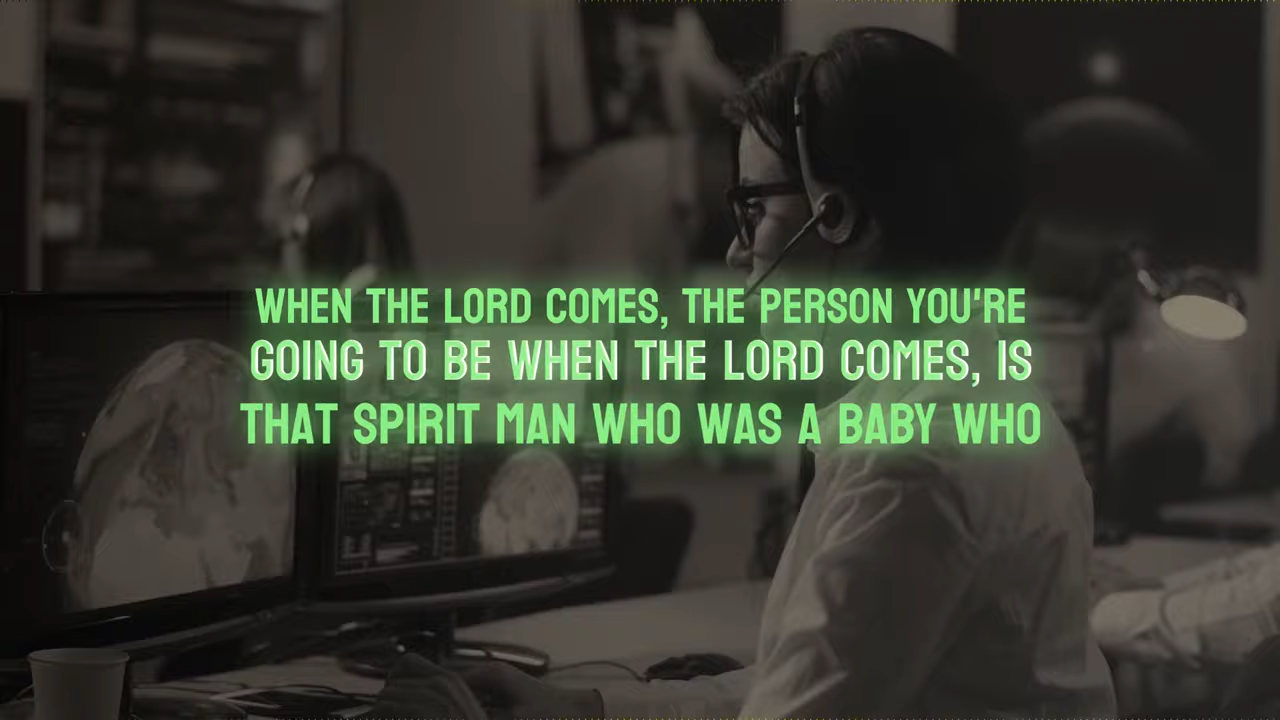 WHEN THE LORD COMES, THE PERSON YOU'RE
GOING TO BE WHEN THE LORD COMES, IS
THAT SPIRIT MAN WHO WAS A BABY WHO